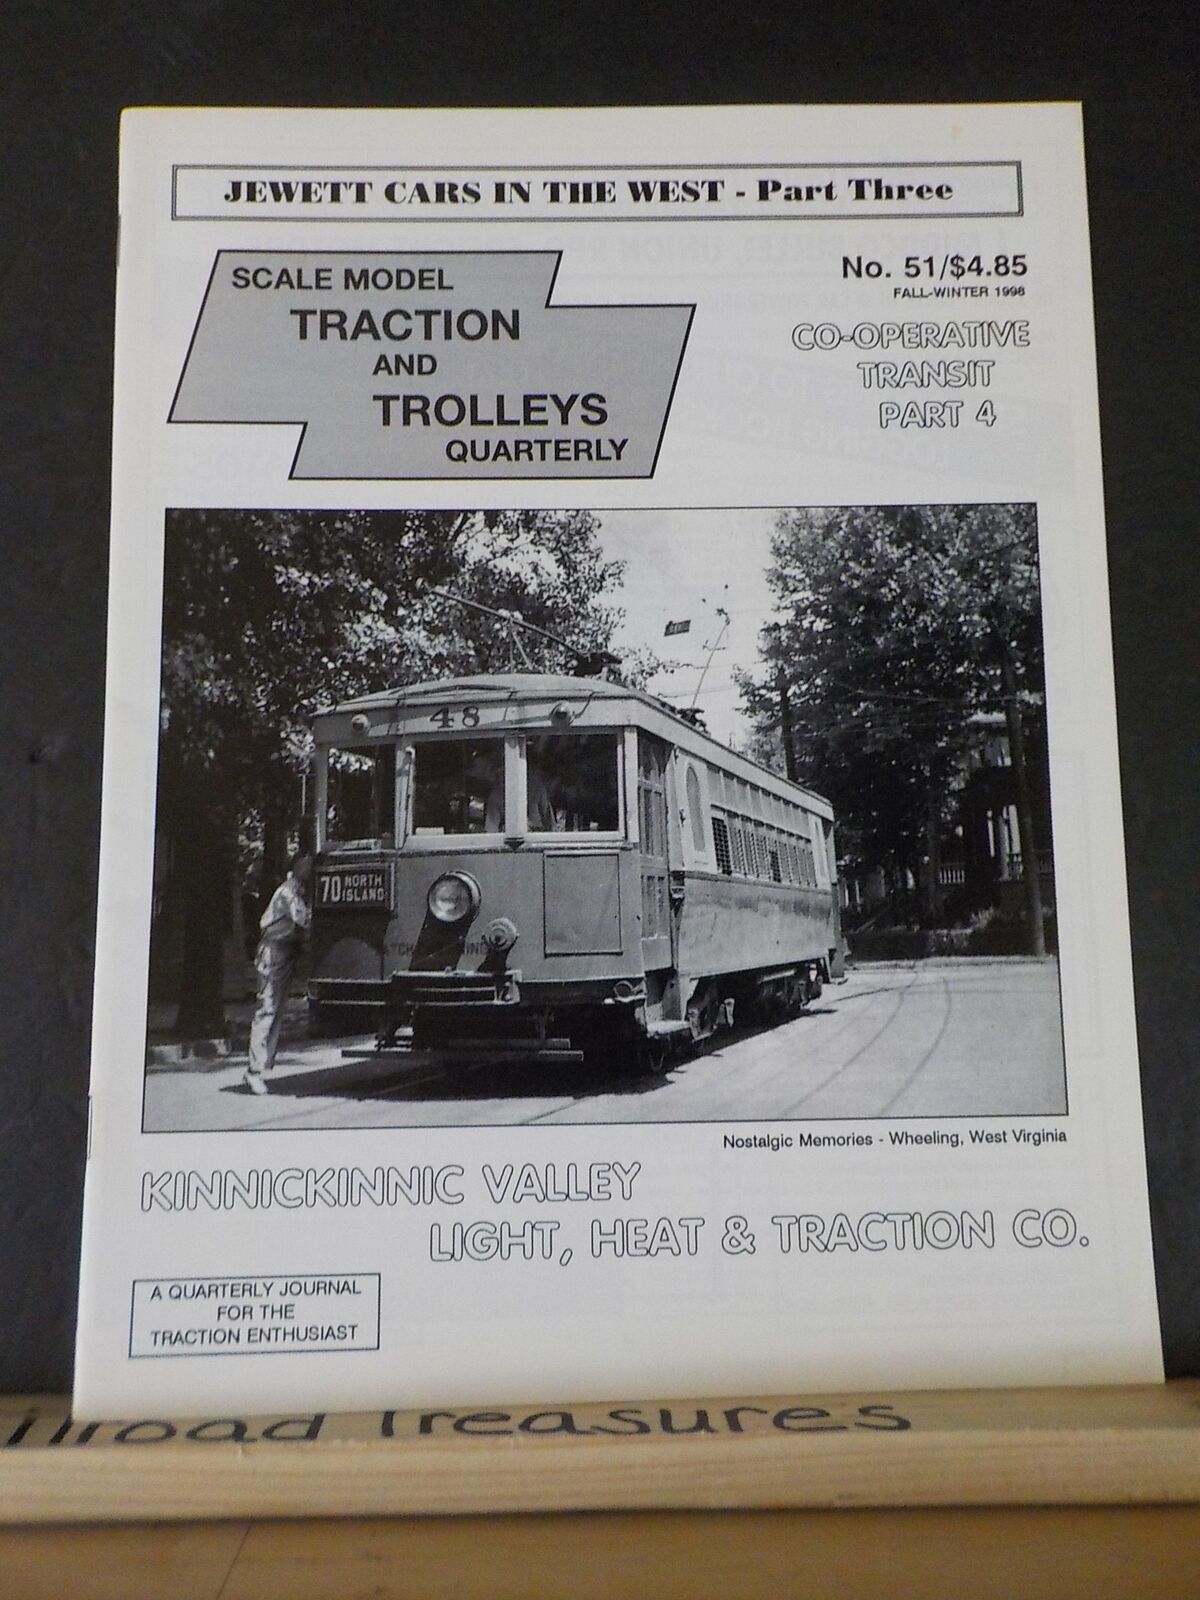 JEWETT CARS IN THE WEST - Part Three
SCALE MODEL
TRACTION
AND
TROLLEYS
QUARTERLY
No. 51/$4.85
FALL-WINTER 1998
CO-OPERATIVE
TRANSIT
PART 4
48
70 NORTH
ISLAND
Nostalgic Memories - Wheeling, West Virginia
KINNICKINNIC VALLEY
LIGHT, HEAT & TRACTION CO.
A QUARTERLY JOURNAL
FOR THE
TRACTION ENTHUSIAST
ilroad Treasures